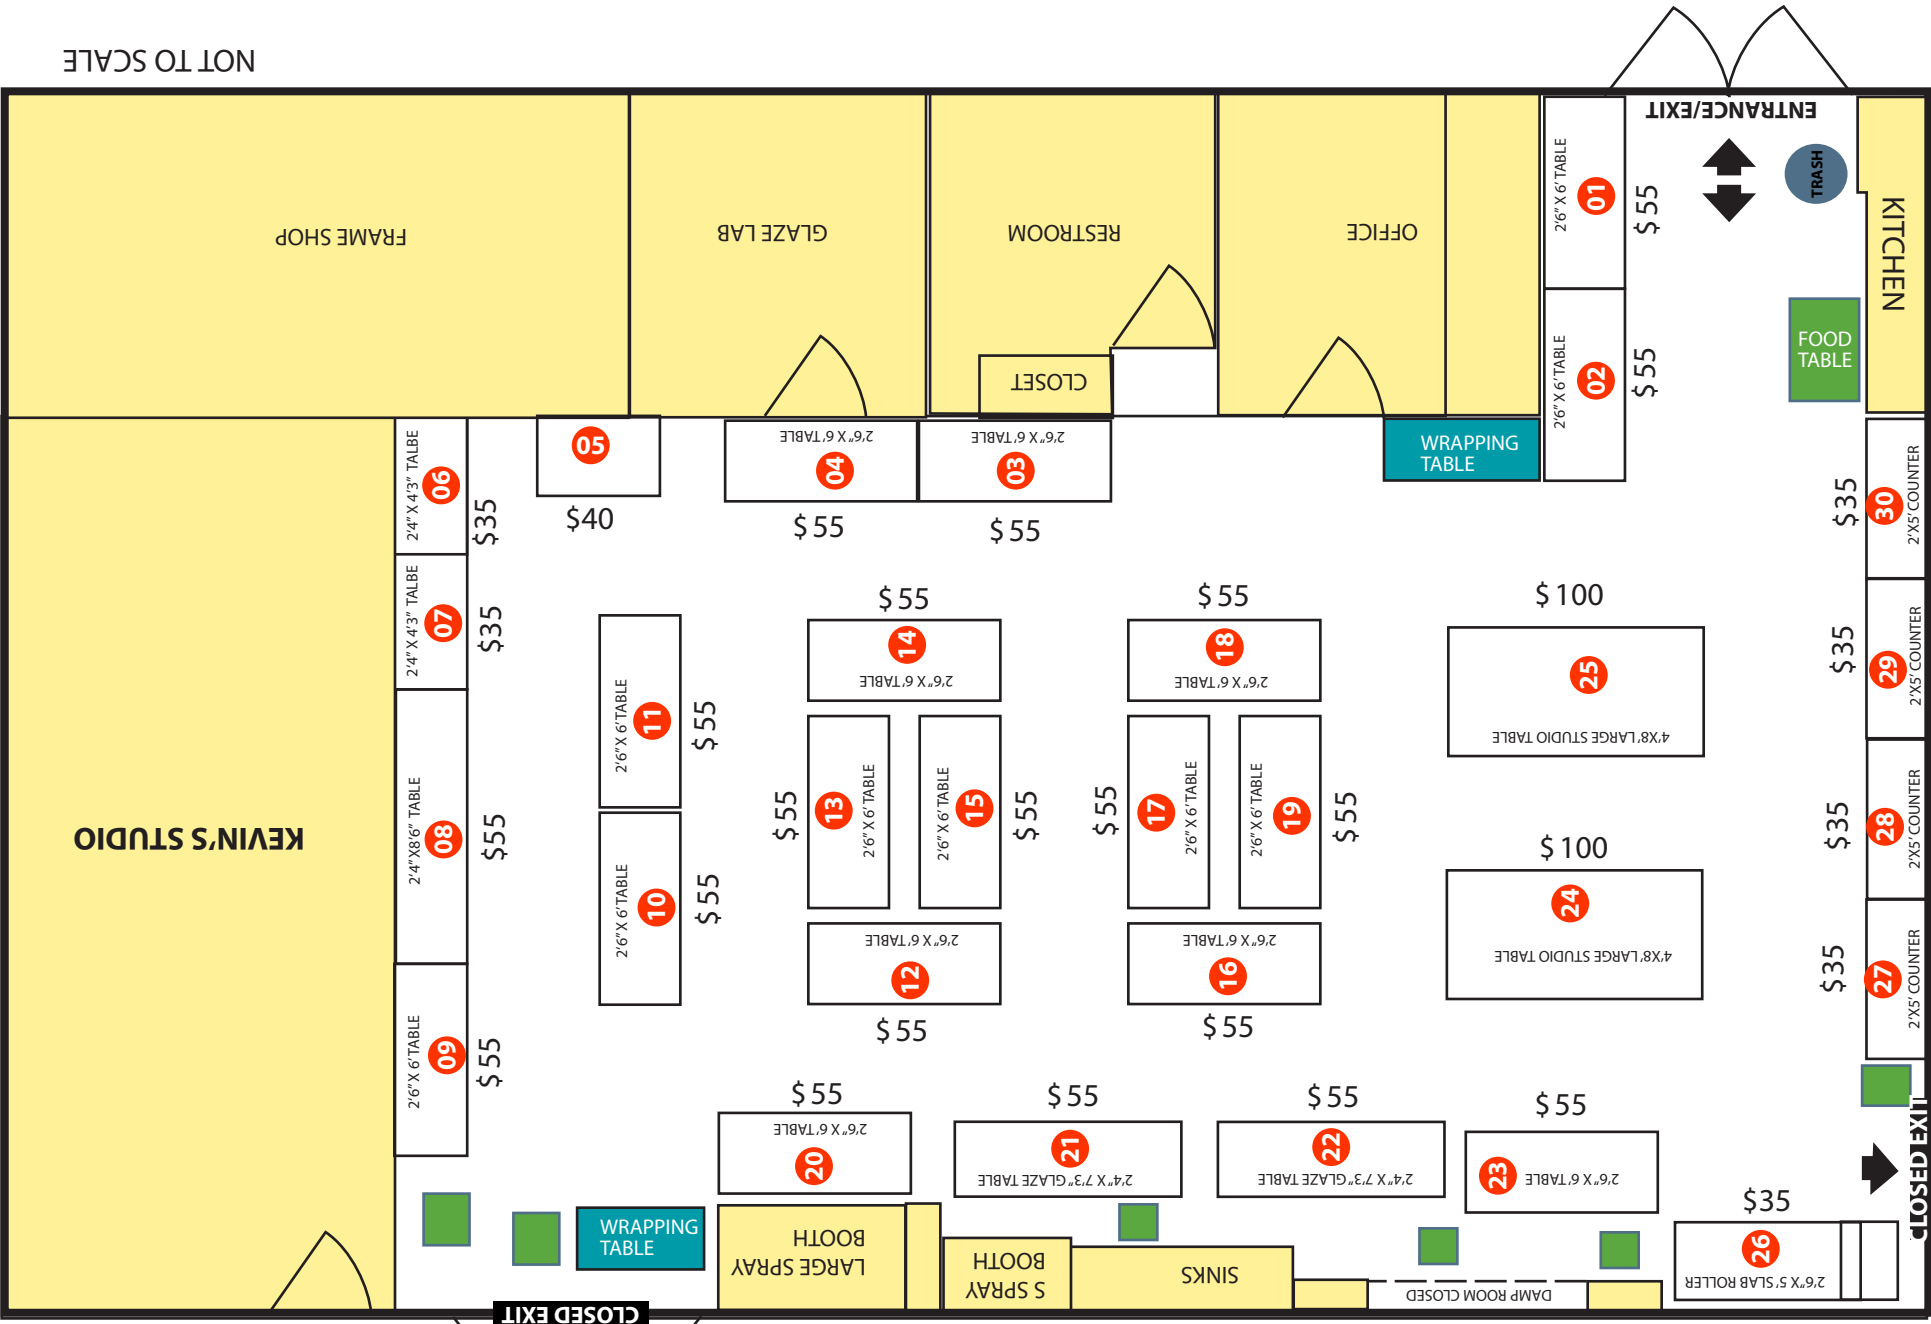 NOT TO SCALE
FRAME SHOP
GLAZE LAB
RESTROOM
CLOSET
OFFICE
ENTRANCE/EXIT
TRASH
KITCHEN
FOOD
TABLE
2'6" X 6' TABLE
01
$55
2'6" X 6' TABLE
02
$55
WRAPPING
TABLE
2'6" X 6' TABLE
03
$55
2'6" X 6' TABLE
04
$55
05
$40
2'4" X 4'3" TALBE
06
$35
2'4" X 4'3" TALBE
07
$35
2'4"X8'6" TABLE
08
$55
2'6"X 6' TABLE
09
$55
KEVIN'S STUDIO
2'6"X 6' TABLE
11
$55
2'6"X 6' TABLE
10
$55
$55
14
2'6" X 6' TABLE
$55
13
2'6" X 6' TABLE
2'6" X 6' TABLE
15
$55
2'6" X 6' TABLE
12
$55
$55
18
2'6" X 6' TABLE
$55
17
2'6" X 6' TABLE
2'6" X 6' TABLE
19
$55
2'6" X 6' TABLE
16
$55
$100
25
4'X8' LARGE STUDIO TABLE
$100
24
4'X8' LARGE STUDIO TABLE
$35
30
2'X5' COUNTER
$35
29
2'X5' COUNTER
$35
28
2'X5' COUNTER
$35
27
2'X5' COUNTER
$55
2'6" X 6' TABLE
20
$55
21
2'4" X 7'3" GLAZE TABLE
$55
22
2'4" X 7'3" GLAZE TABLE
$55
23
2'6" X 6' TABLE
$35
26
2'6"X 5' SLAB ROLLER
CLOSED EXIT
WRAPPING
TABLE
LARGE SPRAY
BOOTH
S SPRAY
BOOTH
SINKS
DAMP ROOM CLOSED
CLOSED EXIT